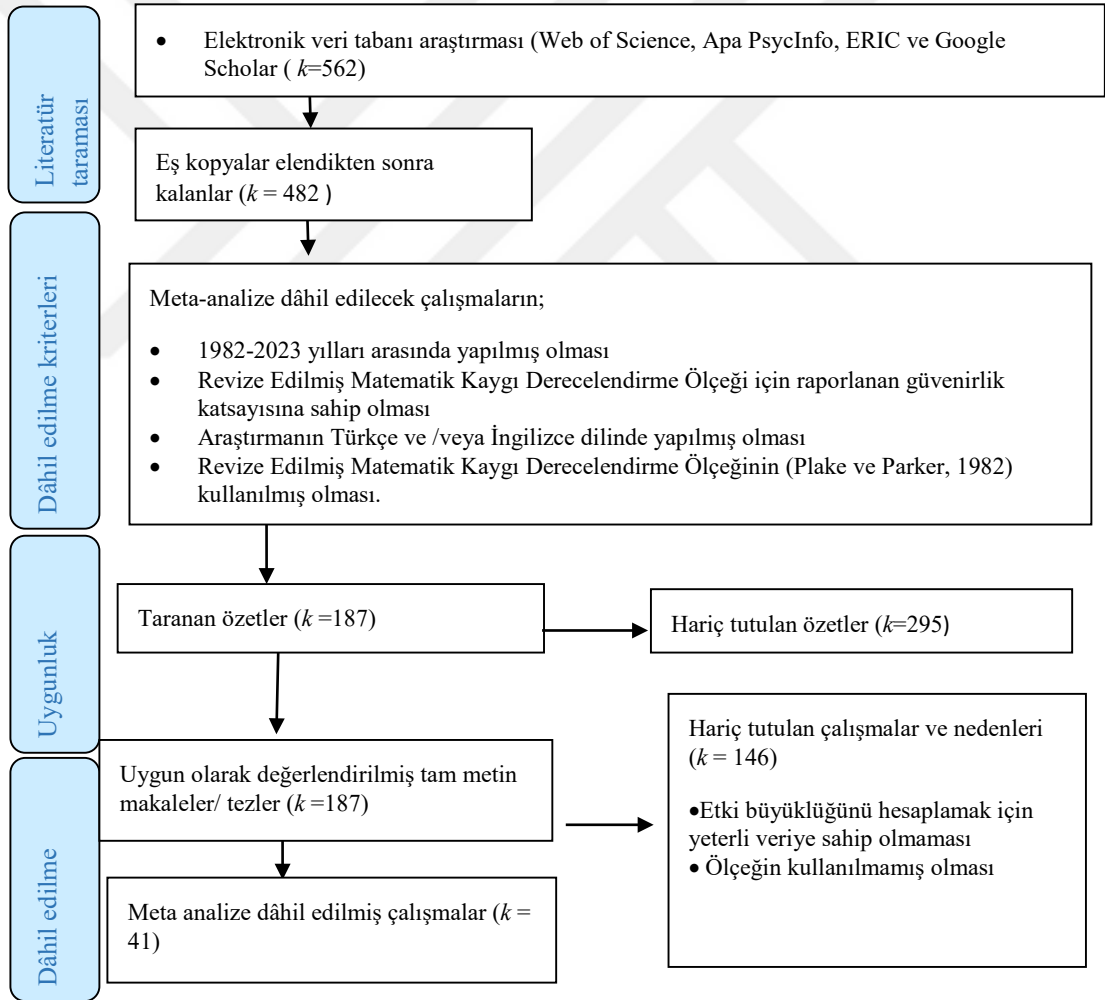 Literatür
taraması
• Elektronik veri tabanı araştırması (Web of Science, Apa PsycInfo, ERIC ve Google
Scholar ( k=562)
Eş kopyalar elendikten sonra
kalanlar (k = 482 )
Dâhil edilme kriterleri
Meta-analize dâhil edilecek çalışmaların;
• 1982-2023 yılları arasında yapılmış olması
• Revize Edilmiş Matematik Kaygı Derecelendirme Ölçeği için raporlanan güvenirlik
katsayısına sahip olması
• Araştırmanın Türkçe ve /veya İngilizce dilinde yapılmış olması
• Revize Edilmiş Matematik Kaygı Derecelendirme Ölçeğinin (Plake ve Parker, 1982)
kullanılmış olması.
Uygunluk
Taranan özetler (k =187)
Hariç tutulan özetler (k=295)
Uygun olarak değerlendirilmiş tam metin
makaleler/ tezler (k =187)
Hariç tutulan çalışmalar ve nedenleri
(k = 146)
•Etki büyüklüğünü hesaplamak için
yeterli veriye sahip olmaması
• Ölçeğin kullanılmamış olması
Dâhil edilme
Meta analize dâhil edilmiş çalışmalar (k =
41)